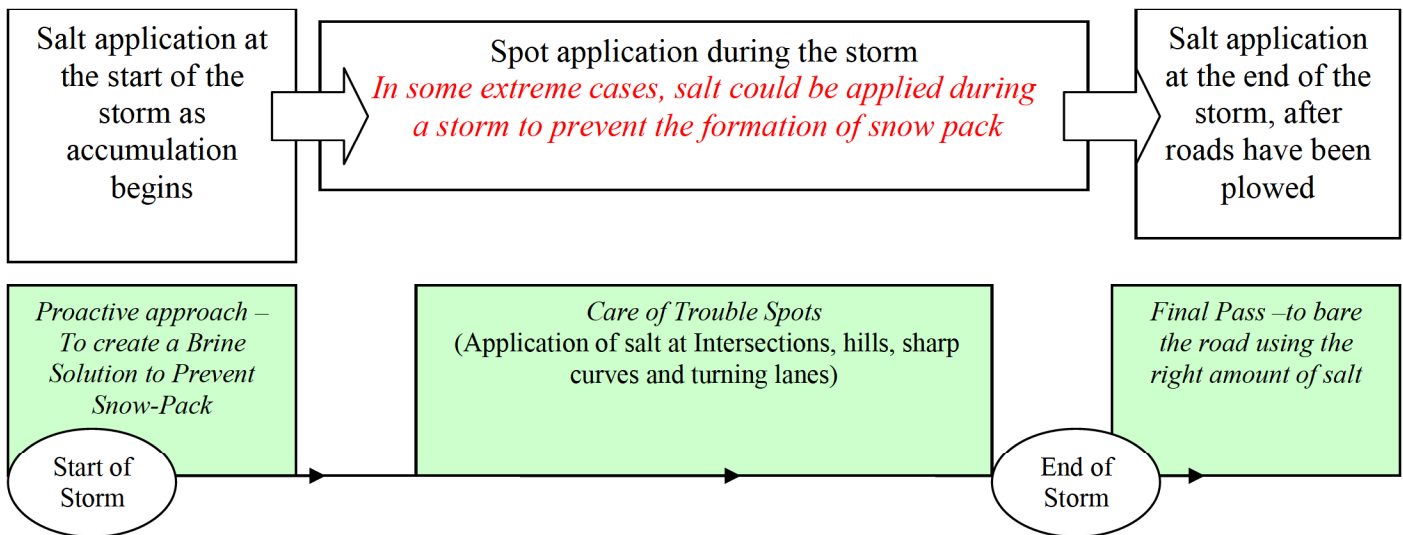 Salt application at
the start of the
storm as
accumulation
begins
Spot application during the storm
In some extreme cases, salt could be applied during
a storm to prevent the formation of snow pack
Salt application
at the end of the
storm, after
roads have been
plowed
Proactive approach –
To create a Brine
Solution to Prevent
Snow-Pack
Care of Trouble Spots
(Application of salt at Intersections, hills, sharp
curves and turning lanes)
Final Pass –to bare
the road using the
right amount of salt
Start of
Storm
End of
Storm